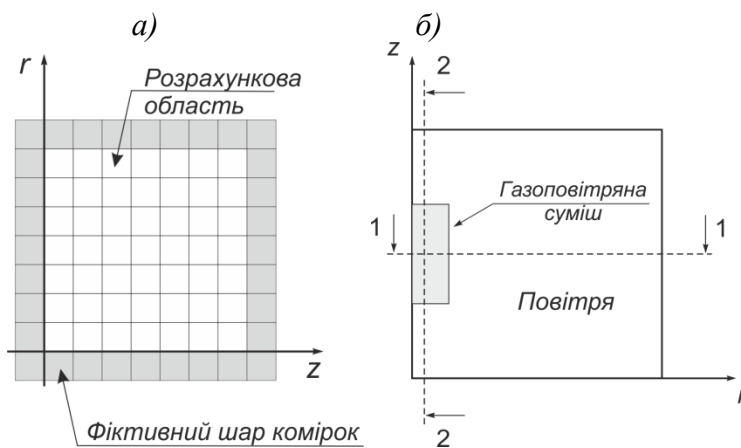 а)
r
Розрахункова
область
z
Фіктивний шар комірок
б)
z
2
Газоповітряна
суміш
1
1
Повітря
2